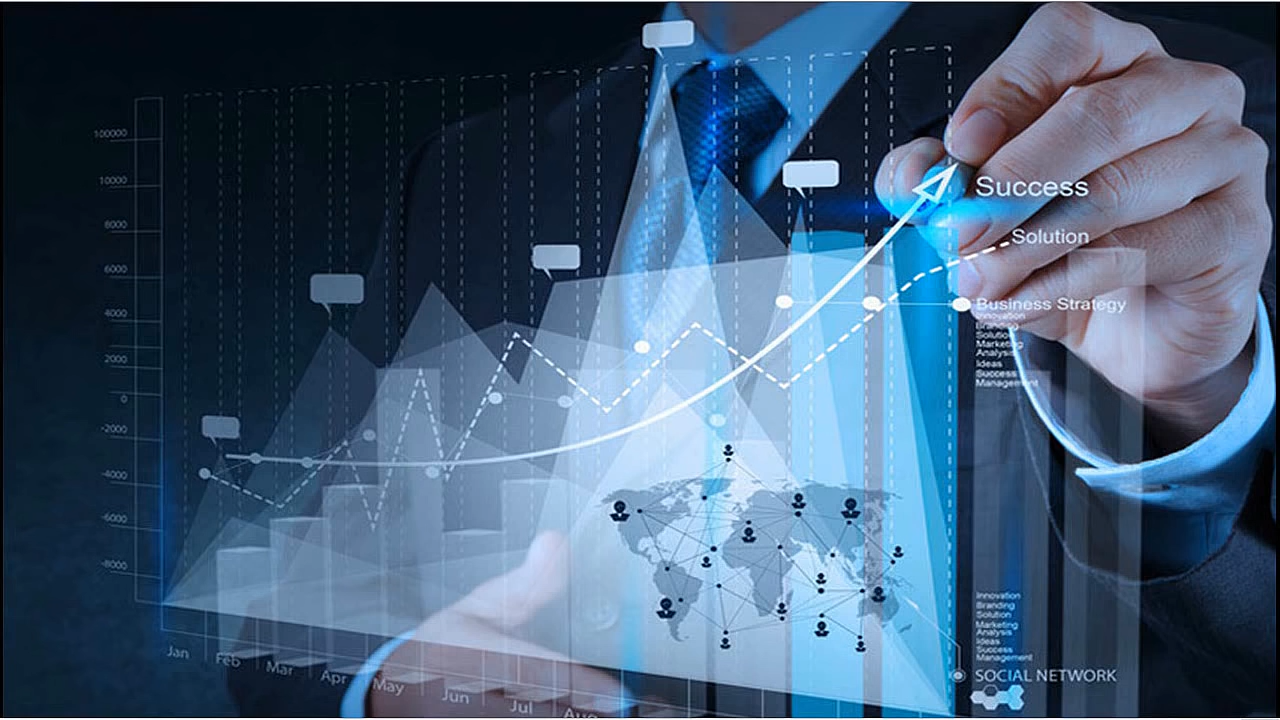 100000
10000
8000
6000
4000
2000
0
-2000
-4000
-6000
-8000
Jan
Feb
Mar
Apr
May
Jun
Jul
Aug
Success
Solution
Business Strategy
Innovation
Branding
Solution
Marketing
Analysis
Ideas
Success
Management
Innovation
Branding
Solution
Marketing
Analysis
Ideas
Success
Management
SOCIAL NETWORK